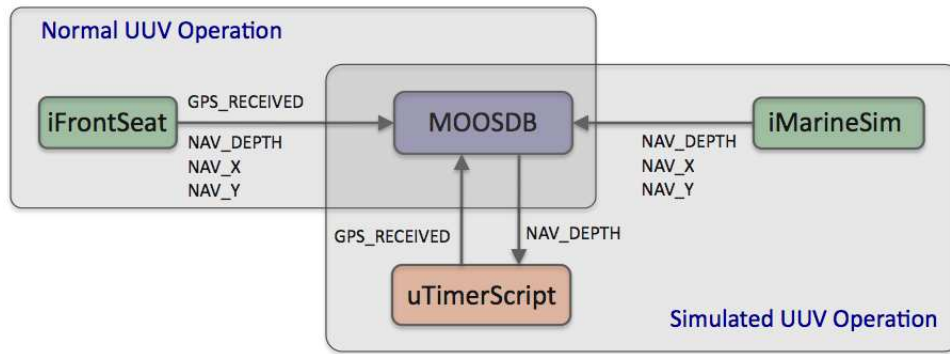 Normal UUV Operation
GPS_RECEIVED
iFrontSeat
NAV_DEPTH
NAV_X
NAV_Y
MOOSDB
iMarineSim
NAV_DEPTH
NAV_X
NAV_Y
GPS_RECEIVED
NAV_DEPTH
uTimerScript
Simulated UUV Operation